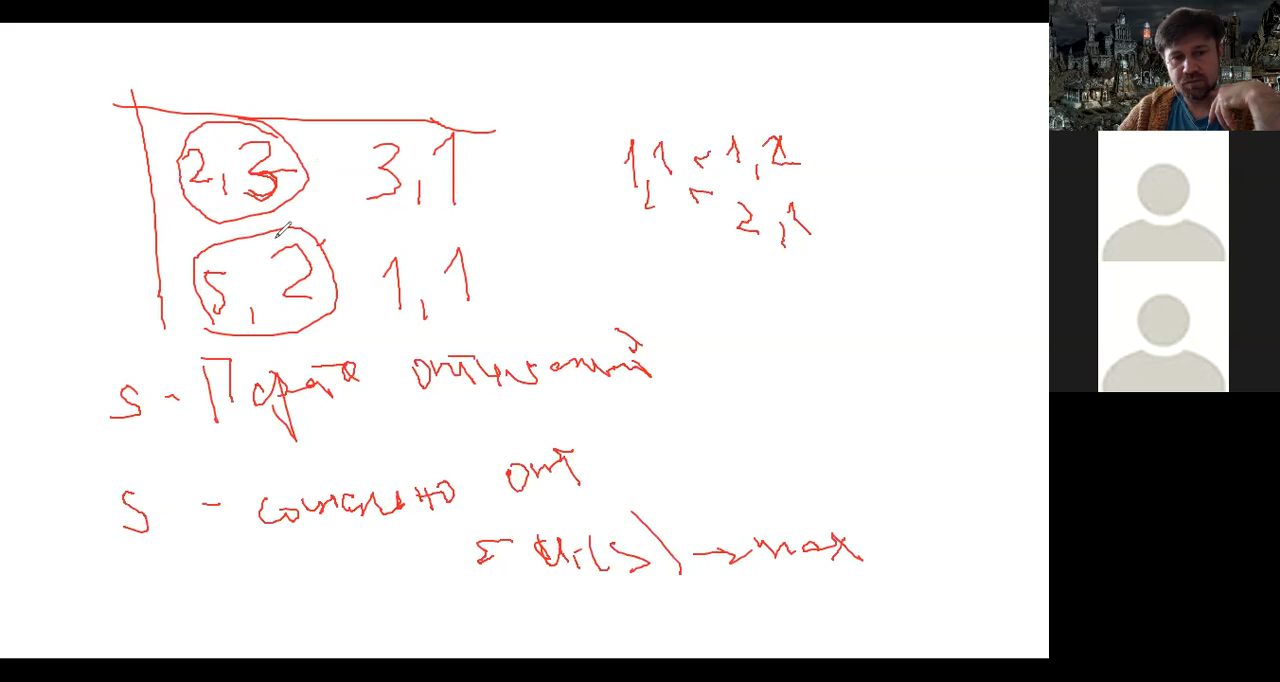 2, 3 3, 1
5, 2 1, 1
1, 1 < 1, 2
< 2, 1
S - Парето оптимальный
S - социально опт
Σ Ui(S) → max